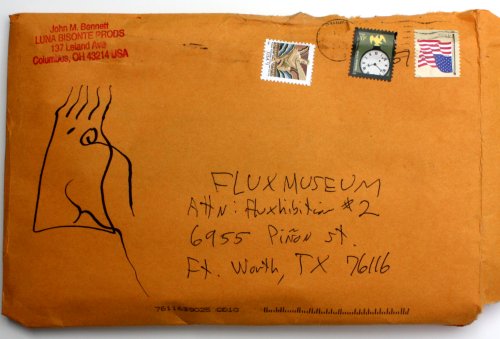 John M. Bennett
LUNA BISONTE PRODS
137 Leland Ave
Columbus, OH 43214 USA
FLUXMUSEUM
Attn: Fluxhibition #2
6955 Piñon St.
Ft. Worth, TX 76116